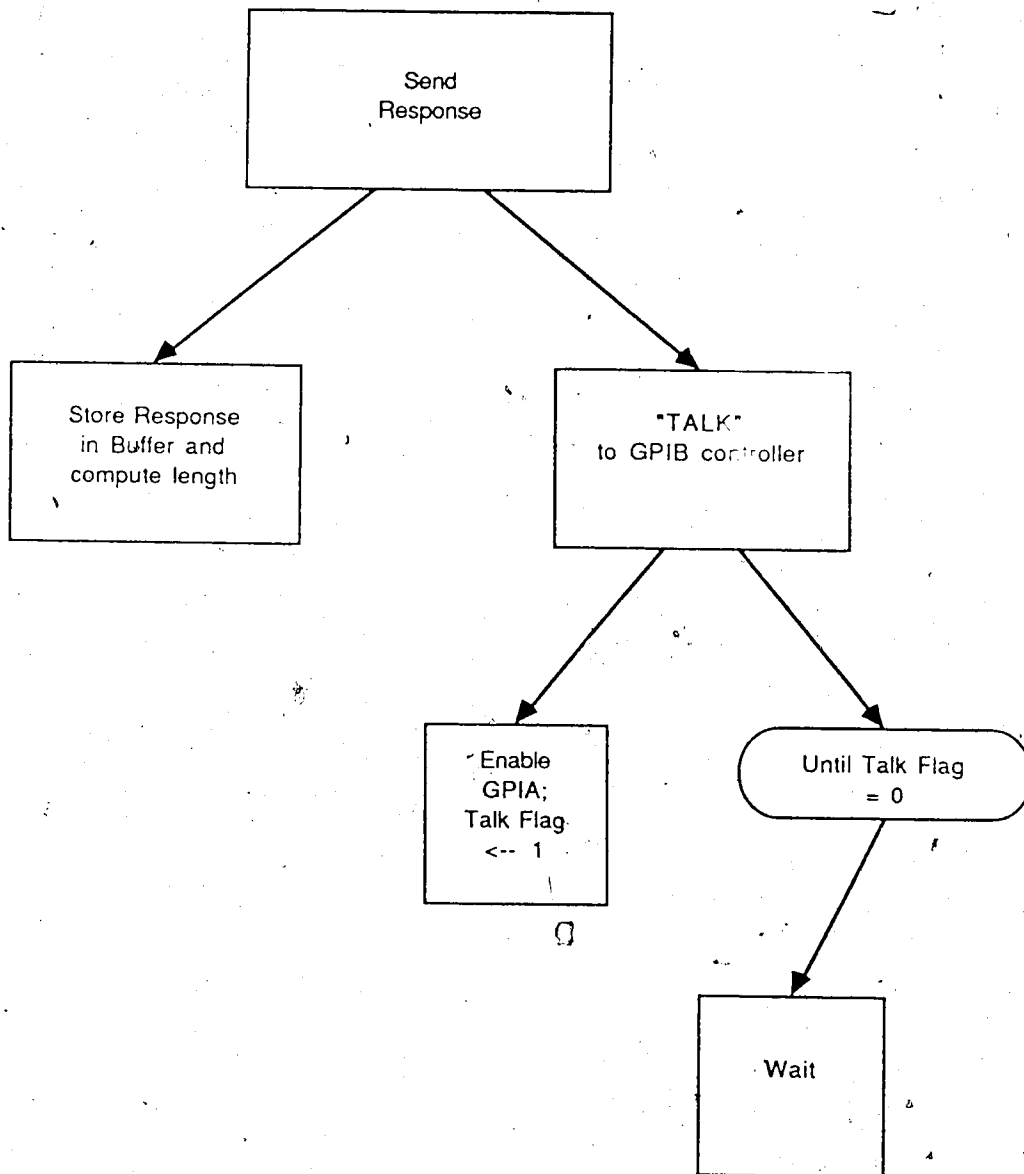 Send
Response
Store Response
in Buffer and
compute length
"TALK"
to GPIB controller
Enable
GPIA;
Talk Flag
<-- 1
Until Talk Flag
= 0
Wait